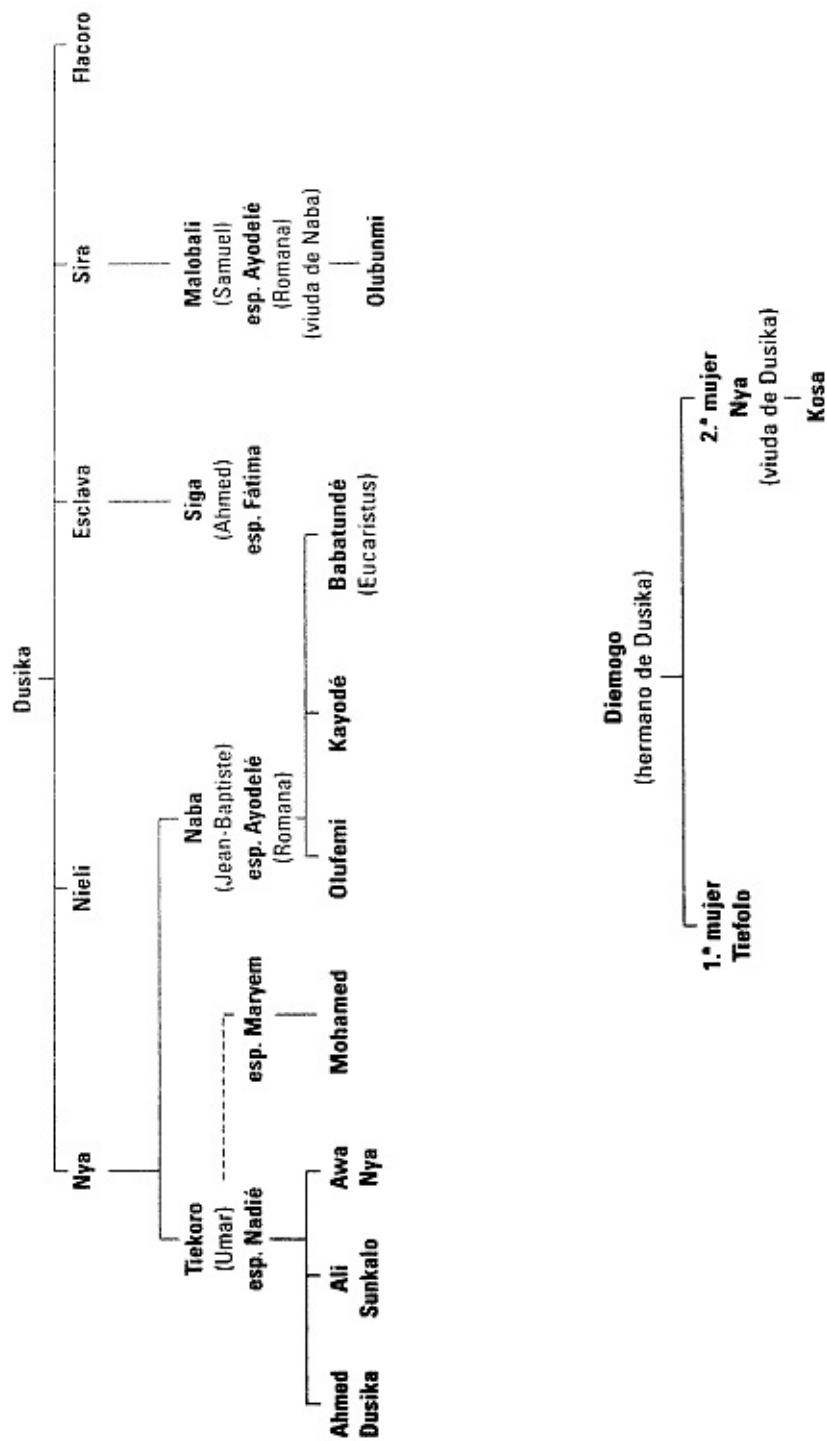 Dusika
Nya
Nieli
Esclava
Sira
Flacoro
Tiekoro
(Umar)
esp. Nadié
esp. Maryem
Naba
(Jean-Baptiste)
esp. Ayodelé
(Romana)
Siga
(Ahmed)
esp. Fátima
Malobali
(Samuel)
esp. Ayodelé
(Romana)
(viuda de Naba)
Ahmed
Dusika
Ali
Sunkalo
Awa
Nya
Mohamed
Olufemi
Kayodé
Babatundé
(Eucaristus)
Olubunmi
Diemogo
(hermano de Dusika)
1.ª mujer
Tiefolo
2.ª mujer
Nya
(viuda de Dusika)
Kosa